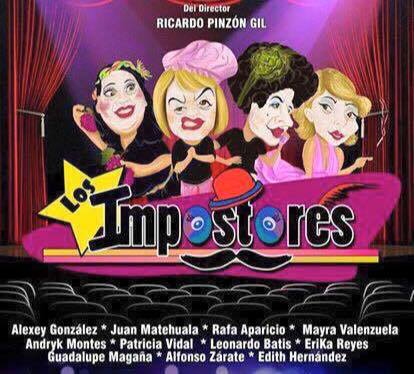 Del Director
RICARDO PINZÓN GIL
Los
Impostores
Alexey González * Juan Matehuala * Rafa Aparicio * Mayra Valenzuela
Andryk Montes * Patricia Vidal * Leonardo Batis * EriKa Reyes
Guadalupe Magaña * Alfonso Zárate * Edith Hernández